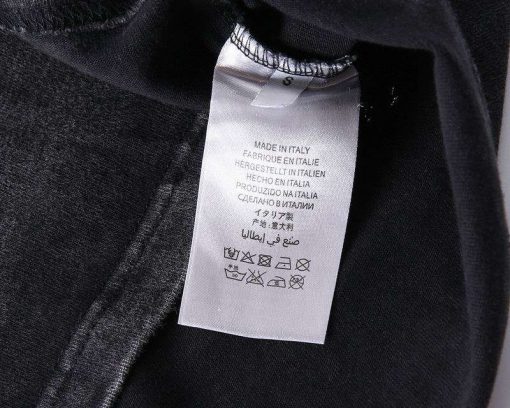 S
MADE IN ITALY
FABRIQUE EN ITALIE
HERGESTELLT IN ITALIEN
HECHO EN ITALIA
PRODUZIDO NA ITALIA
СДЕЛАНО В ИТАЛИИ
イタリア製
产地:意大利
صنع في إيطاليا